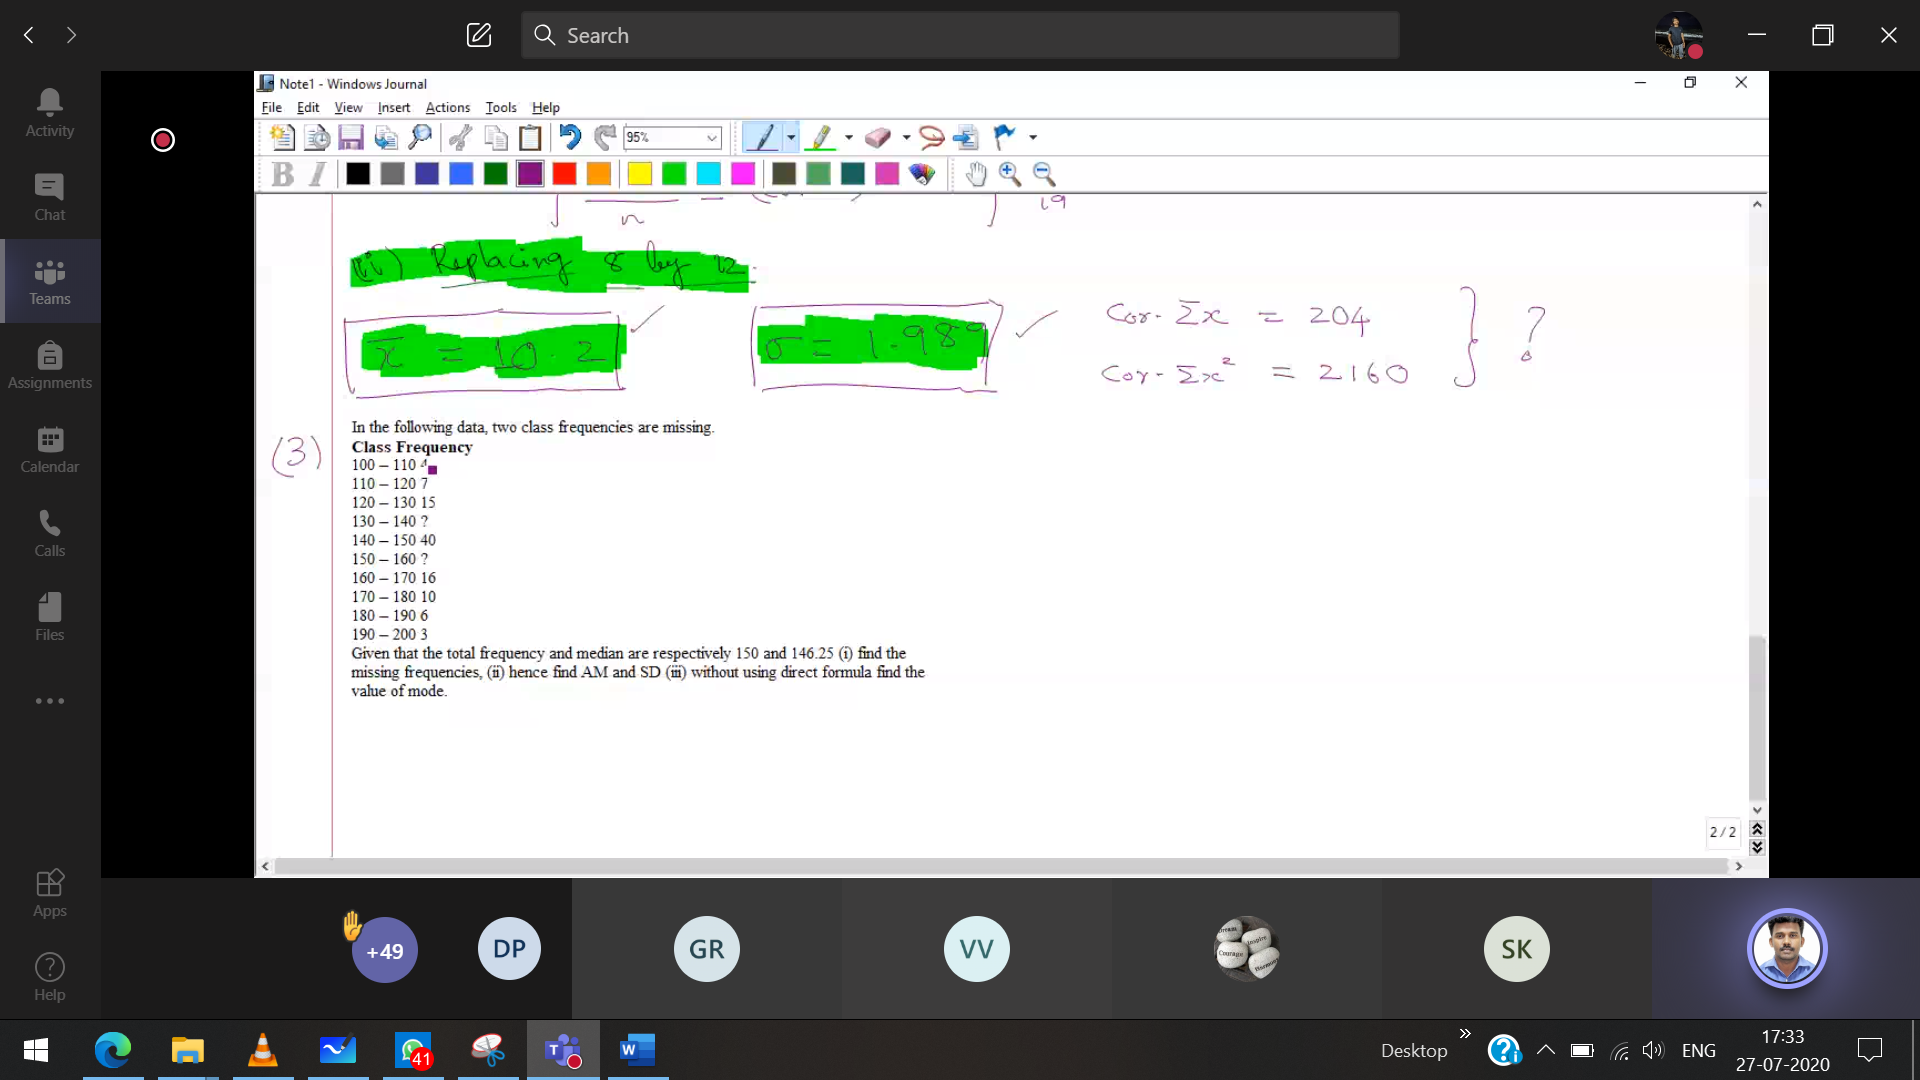 Search
Activity
Chat
Teams
Assignments
Calendar
Calls
Files
Apps
Help
Note1 - Windows Journal
File Edit View Insert Actions Tools Help
95%
B I
n
19
(ii) Replacing 8 by 12.
x̄ = 10.2
σ = 1.989
Cor. Σx = 204
Cor. Σx² = 2160
?
(3)
In the following data, two class frequencies are missing.
Class Frequency
100 – 110 4
110 – 120 7
120 – 130 15
130 – 140 ?
140 – 150 40
150 – 160 ?
160 – 170 16
170 – 180 10
180 – 190 6
190 – 200 3
Given that the total frequency and median are respectively 150 and 146.25 (i) find the
missing frequencies, (ii) hence find AM and SD (iii) without using direct formula find the
value of mode.
2 / 2
+49
DP
GR
VV
Dream
Inspire
Courage
Harmony
SK
41
Desktop
ENG
17:33
27-07-2020